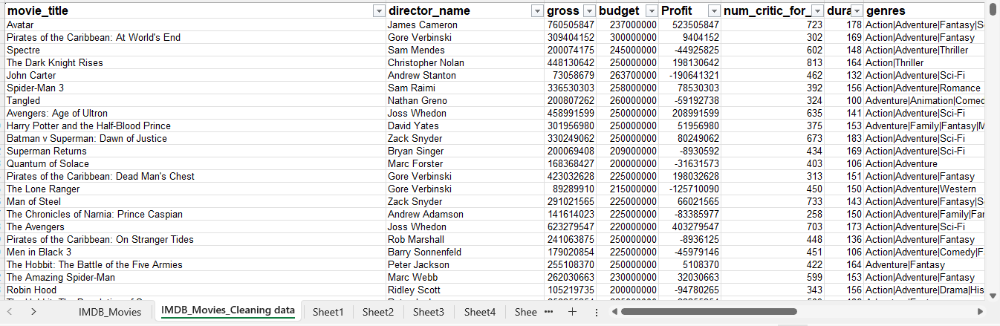 movie_title director_name gross budget Profit num_critic_for_ dura genres
Avatar James Cameron 760505847 237000000 523505847 723 178 Action|Adventure|Fantasy|S
Pirates of the Caribbean: At World's End Gore Verbinski 309404152 300000000 9404152 302 169 Action|Adventure|Fantasy
Spectre Sam Mendes 200074175 245000000 -44925825 602 148 Action|Adventure|Thriller
The Dark Knight Rises Christopher Nolan 448130642 250000000 198130642 813 164 Action|Thriller
John Carter Andrew Stanton 73058679 263700000 -190641321 462 132 Action|Adventure|Sci-Fi
Spider-Man 3 Sam Raimi 336530303 258000000 78530303 392 156 Action|Adventure|Romance
Tangled Nathan Greno 200807262 260000000 -59192738 324 100 Adventure|Animation|Comed
Avengers: Age of Ultron Joss Whedon 458991599 250000000 208991599 635 141 Action|Adventure|Sci-Fi
Harry Potter and the Half-Blood Prince David Yates 301956980 250000000 51956980 375 153 Adventure|Family|Fantasy|M
Batman v Superman: Dawn of Justice Zack Snyder 330249062 250000000 80249062 673 183 Action|Adventure|Sci-Fi
Superman Returns Bryan Singer 200069408 209000000 -8930592 434 169 Action|Adventure|Sci-Fi
Quantum of Solace Marc Forster 168368427 200000000 -31631573 403 106 Action|Adventure
Pirates of the Caribbean: Dead Man's Chest Gore Verbinski 423032628 225000000 198032628 313 151 Action|Adventure|Fantasy
The Lone Ranger Gore Verbinski 89289910 215000000 -125710090 450 150 Action|Adventure|Western
Man of Steel Zack Snyder 291021565 225000000 66021565 733 143 Action|Adventure|Fantasy|S
The Chronicles of Narnia: Prince Caspian Andrew Adamson 141614023 225000000 -83385977 258 150 Action|Adventure|Family|Fan
The Avengers Joss Whedon 623279547 220000000 403279547 703 173 Action|Adventure|Sci-Fi
Pirates of the Caribbean: On Stranger Tides Rob Marshall 241063875 250000000 -8936125 448 136 Action|Adventure|Fantasy
Men in Black 3 Barry Sonnenfeld 179020854 225000000 -45979146 451 106 Action|Adventure|Comedy|F
The Hobbit: The Battle of the Five Armies Peter Jackson 255108370 250000000 5108370 422 164 Adventure|Fantasy
The Amazing Spider-Man Marc Webb 262030663 230000000 32030663 599 153 Action|Adventure|Fantasy
Robin Hood Ridley Scott 105219735 200000000 -94780265 343 156 Action|Adventure|Drama|His
IMDB_Movies IMDB_Movies_Cleaning data Sheet1 Sheet2 Sheet3 Sheet4 Shee